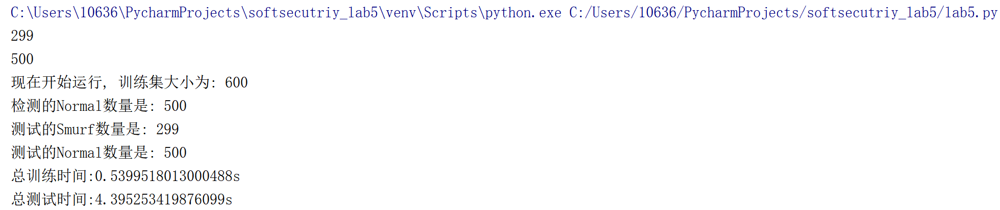 C:\Users\10636\PycharmProjects\softsecutriy_lab5\venv\Scripts\python.exe C:/Users/10636/PycharmProjects/softsecutriy_lab5/lab5.py
299
500
现在开始运行, 训练集大小为: 600
检测的Normal数量是: 500
测试的Smurf数量是: 299
测试的Normal数量是: 500
总训练时间:0.5399518013000488s
总测试时间:4.395253419876099s